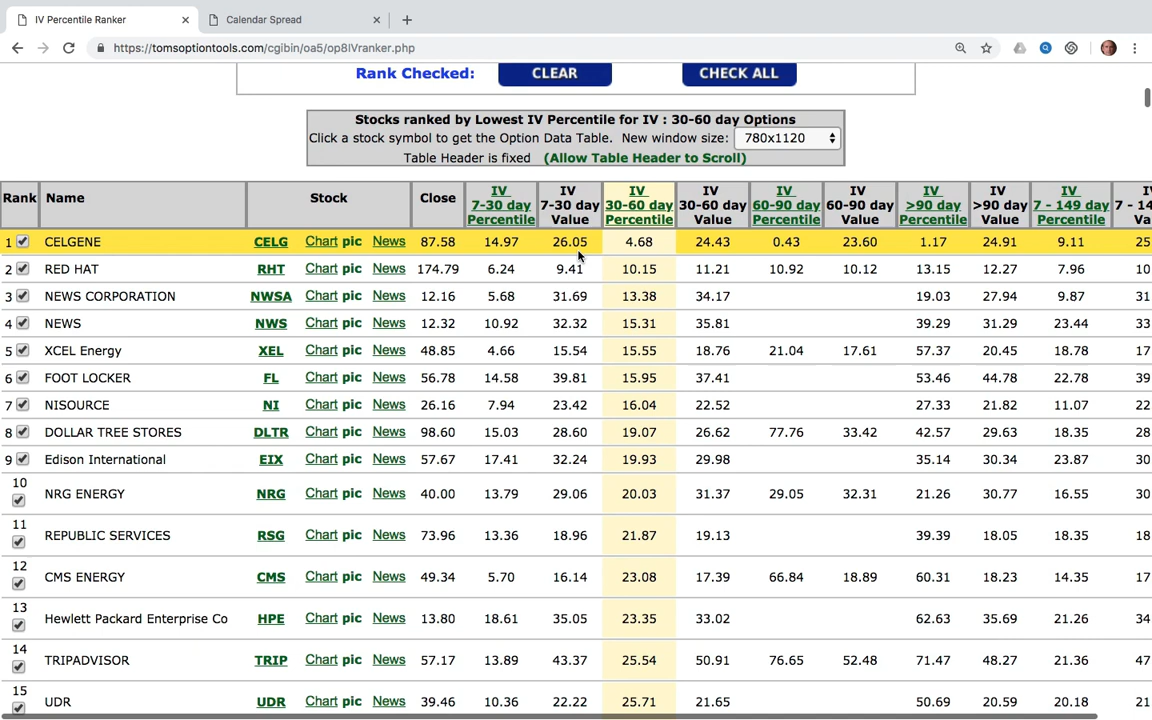 IV Percentile Ranker
Calendar Spread
https://tomsoptiontools.com/cgibin/oa5/op8IVranker.php
Rank Checked: CLEAR CHECK ALL
Stocks ranked by Lowest IV Percentile for IV : 30-60 day Options
Click a stock symbol to get the Option Data Table. New window size: 780x1120
Table Header is fixed (Allow Table Header to Scroll)
Rank Name Stock Close IV 7-30 day Percentile IV 7-30 day Value IV 30-60 day Percentile IV 30-60 day Value IV 60-90 day Percentile IV 60-90 day Value IV >90 day Percentile IV >90 day Value IV 7 - 149 day Percentile IV 7 - 14
1 CELGENE CELG Chart pic News 87.58 14.97 26.05 4.68 24.43 0.43 23.60 1.17 24.91 9.11 25
2 RED HAT RHT Chart pic News 174.79 6.24 9.41 10.15 11.21 10.92 10.12 13.15 12.27 7.96 10
3 NEWS CORPORATION NWSA Chart pic News 12.16 5.68 31.69 13.38 34.17 19.03 27.94 9.87 31
4 NEWS NWS Chart pic News 12.32 10.92 32.32 15.31 35.81 39.29 31.29 23.44 33
5 XCEL Energy XEL Chart pic News 48.85 4.66 15.54 15.55 18.76 21.04 17.61 57.37 20.45 18.78 17
6 FOOT LOCKER FL Chart pic News 56.78 14.58 39.81 15.95 37.41 53.46 44.78 22.78 39
7 NISOURCE NI Chart pic News 26.16 7.94 23.42 16.04 22.52 27.33 21.82 11.07 22
8 DOLLAR TREE STORES DLTR Chart pic News 98.60 15.03 28.60 19.07 26.62 77.76 33.42 42.57 29.63 18.35 28
9 Edison International EIX Chart pic News 57.67 17.41 32.24 19.93 29.98 35.14 30.34 23.87 30
10 NRG ENERGY NRG Chart pic News 40.00 13.79 29.06 20.03 31.37 29.05 32.31 21.26 30.77 16.55 30
11 REPUBLIC SERVICES RSG Chart pic News 73.96 13.36 18.96 21.87 19.13 39.39 18.05 18.35 18
12 CMS ENERGY CMS Chart pic News 49.34 5.70 16.14 23.08 17.39 66.84 18.89 60.31 18.23 14.35 17
13 Hewlett Packard Enterprise Co HPE Chart pic News 13.80 18.61 35.05 23.35 33.02 62.63 35.69 21.26 34
14 TRIPADVISOR TRIP Chart pic News 57.17 13.89 43.37 25.54 50.91 76.65 52.48 71.47 48.27 21.36 47
15 UDR UDR Chart pic News 39.46 10.36 22.22 25.71 21.65 50.69 20.59 20.18 21